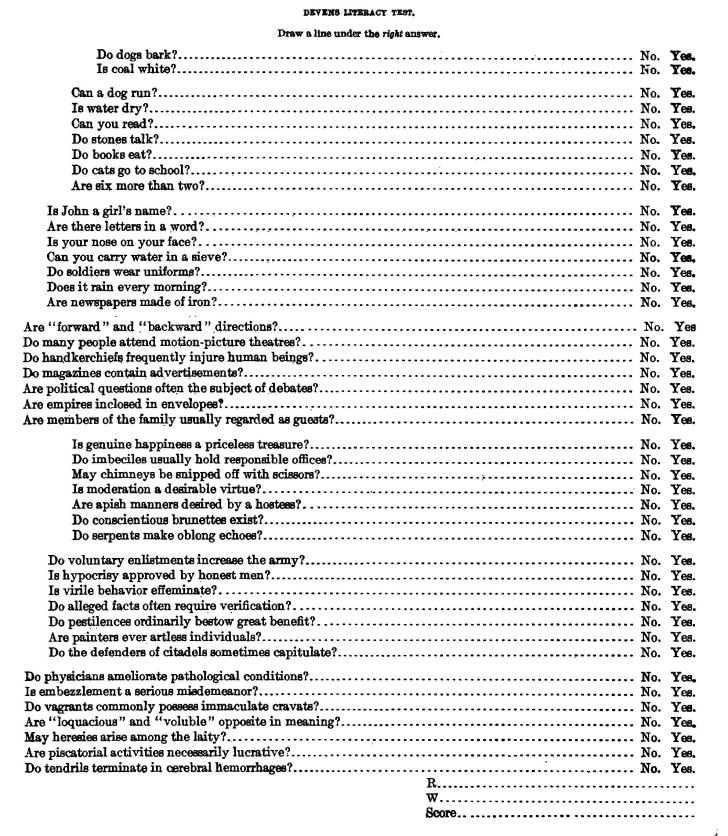 DEVENS LITERACY TEST.
Draw a line under the right answer.
Do dogs bark?........ No. Yes.
Is coal white?........ No. Yes.
Can a dog run?........ No. Yes.
Is water dry?........ No. Yes.
Can you read?........ No. Yes.
Do stones talk?........ No. Yes.
Do books eat?........ No. Yes.
Do cats go to school?........ No. Yes.
Are six more than two?........ No. Yes.
Is John a girl's name?........ No. Yes.
Are there letters in a word?........ No. Yes.
Is your nose on your face?........ No. Yes.
Can you carry water in a sieve?........ No. Yes.
Do soldiers wear uniforms?........ No. Yes.
Does it rain every morning?........ No. Yes.
Are newspapers made of iron?........ No. Yes.
Are "forward" and "backward" directions?........ No. Yes
Do many people attend motion-picture theatres?........ No. Yes.
Do handkerchiefs frequently injure human beings?........ No. Yes.
Do magazines contain advertisements?........ No. Yes.
Are political questions often the subject of debates?........ No. Yes.
Are empires inclosed in envelopes?........ No. Yes.
Are members of the family usually regarded as guests?........ No. Yes.
Is genuine happiness a priceless treasure?........ No. Yes.
Do imbeciles usually hold responsible offices?........ No. Yes.
May chimneys be snipped off with scissors?........ No. Yes.
Is moderation a desirable virtue?........ No. Yes.
Are apish manners desired by a hostess?........ No. Yes.
Do conscientious brunettes exist?........ No. Yes.
Do serpents make oblong echoes?........ No. Yes.
Do voluntary enlistments increase the army?........ No. Yes.
Is hypocrisy approved by honest men?........ No. Yes.
Is virile behavior effeminate?........ No. Yes.
Do alleged facts often require verification?........ No. Yes.
Do pestilences ordinarily bestow great benefit?........ No. Yes.
Are painters ever artless individuals?........ No. Yes.
Do the defenders of citadels sometimes capitulate?........ No. Yes.
Do physicians ameliorate pathological conditions?........ No. Yes.
Is embezzlement a serious misdemeanor?........ No. Yes.
Do vagrants commonly possess immaculate cravats?........ No. Yes.
Are "loquacious" and "voluble" opposite in meaning?........ No. Yes.
May heresies arise among the laity?........ No. Yes.
Are piscatorial activities necessarily lucrative?........ No. Yes.
Do tendrils terminate in cerebral hemorrhages?........ No. Yes.
R........
W........
Score........